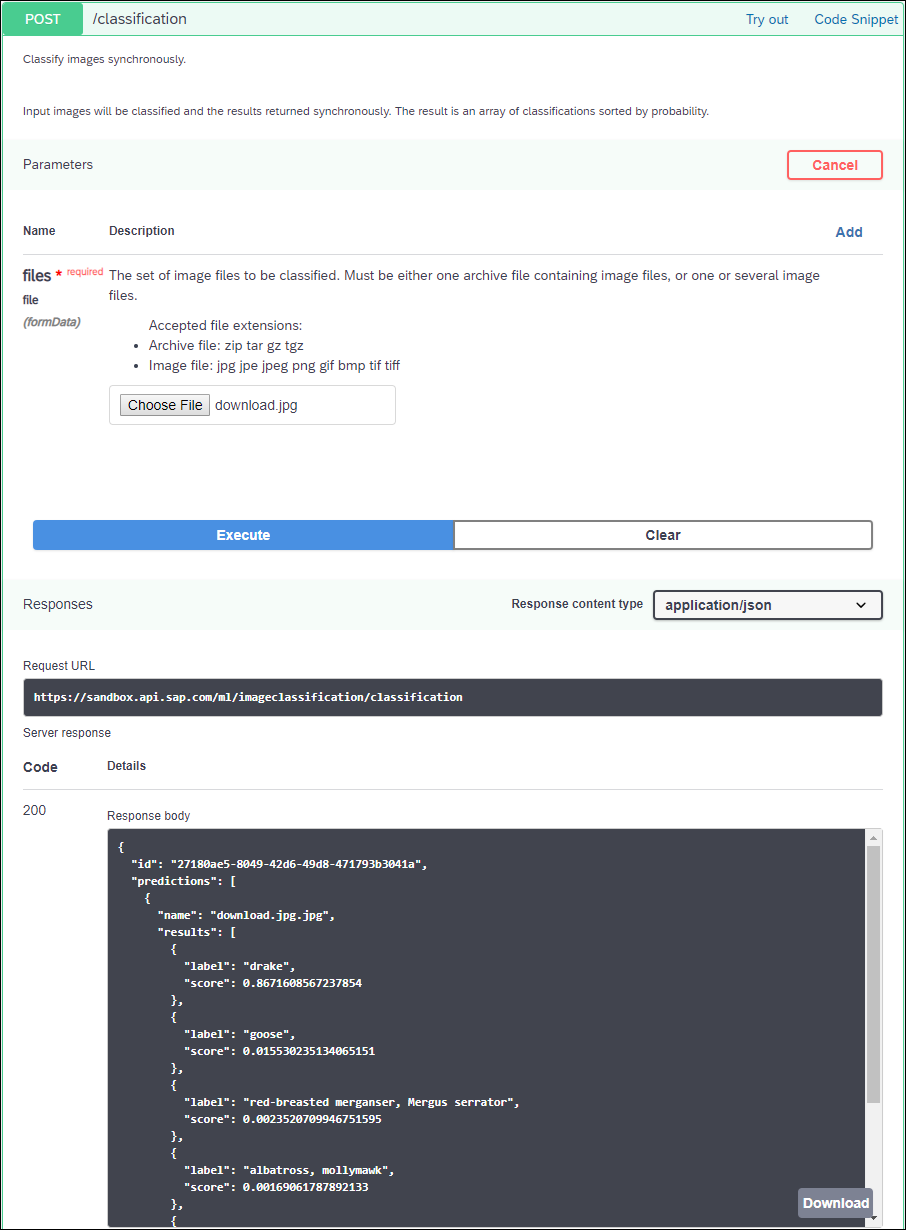 POST /classification Try out Code Snippet
Classify images synchronously.
Input images will be classified and the results returned synchronously. The result is an array of classifications sorted by probability.
Parameters Cancel
Name Description Add
files * required The set of image files to be classified. Must be either one archive file containing image files, or one or several image
file files.
(formData) Accepted file extensions:
• Archive file: zip tar gz tgz
• Image file: jpg jpe jpeg png gif bmp tif tiff
Choose File download.jpg
Execute Clear
Responses Response content type application/json
Request URL
https://sandbox.api.sap.com/ml/imageclassification/classification
Server response
Code Details
200 Response body
{
"id": "27180ae5-8049-42d6-49d8-471793b3041a",
"predictions": [
{
"name": "download.jpg.jpg",
"results": [
{
"label": "drake",
"score": 0.8671608567237854
},
{
"label": "goose",
"score": 0.015530235134065151
},
{
"label": "red-breasted merganser, Mergus serrator",
"score": 0.0023520709946751595
},
{
"label": "albatross, mollymawk",
"score": 0.00169061787892133
},
{
Download